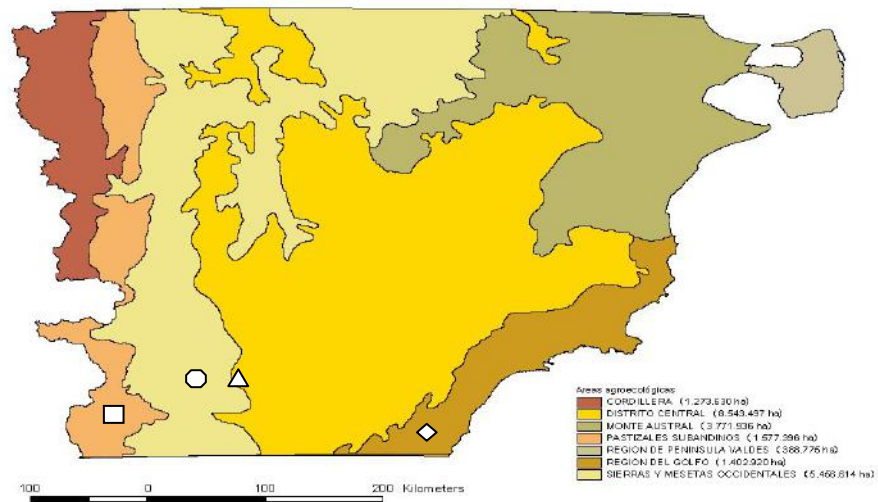 Areas agroecológicas
CORDILLERA (1.273.630 ha)
DISTRITO CENTRAL (8.543.497 ha)
MONTE AUSTRAL (3.771.936 ha)
PASTIZALES SUBANDINOS (1.577.396 ha)
REGION DE PENINSULA VALDES (388.775 ha)
REGION DEL GOLFO (1.402.920 ha)
SIERRAS Y MESETAS OCCIDENTALES (5.456.614 ha)
100 0 100 200 Kilometers